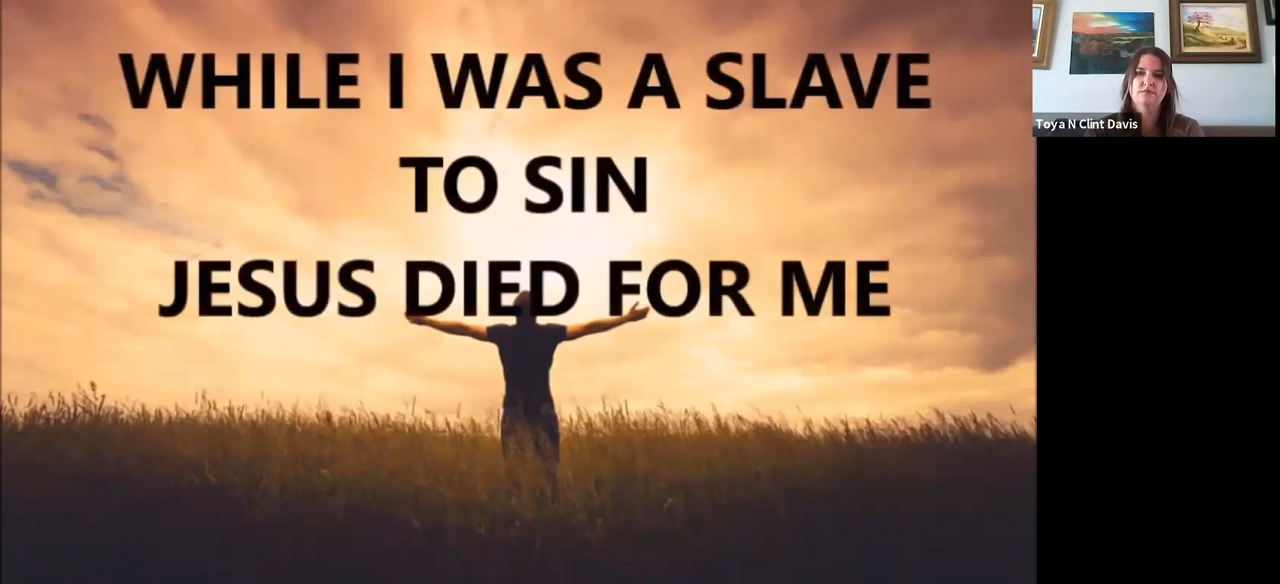 WHILE I WAS A SLAVE
TO SIN
JESUS DIED FOR ME
Toya N Clint Davis